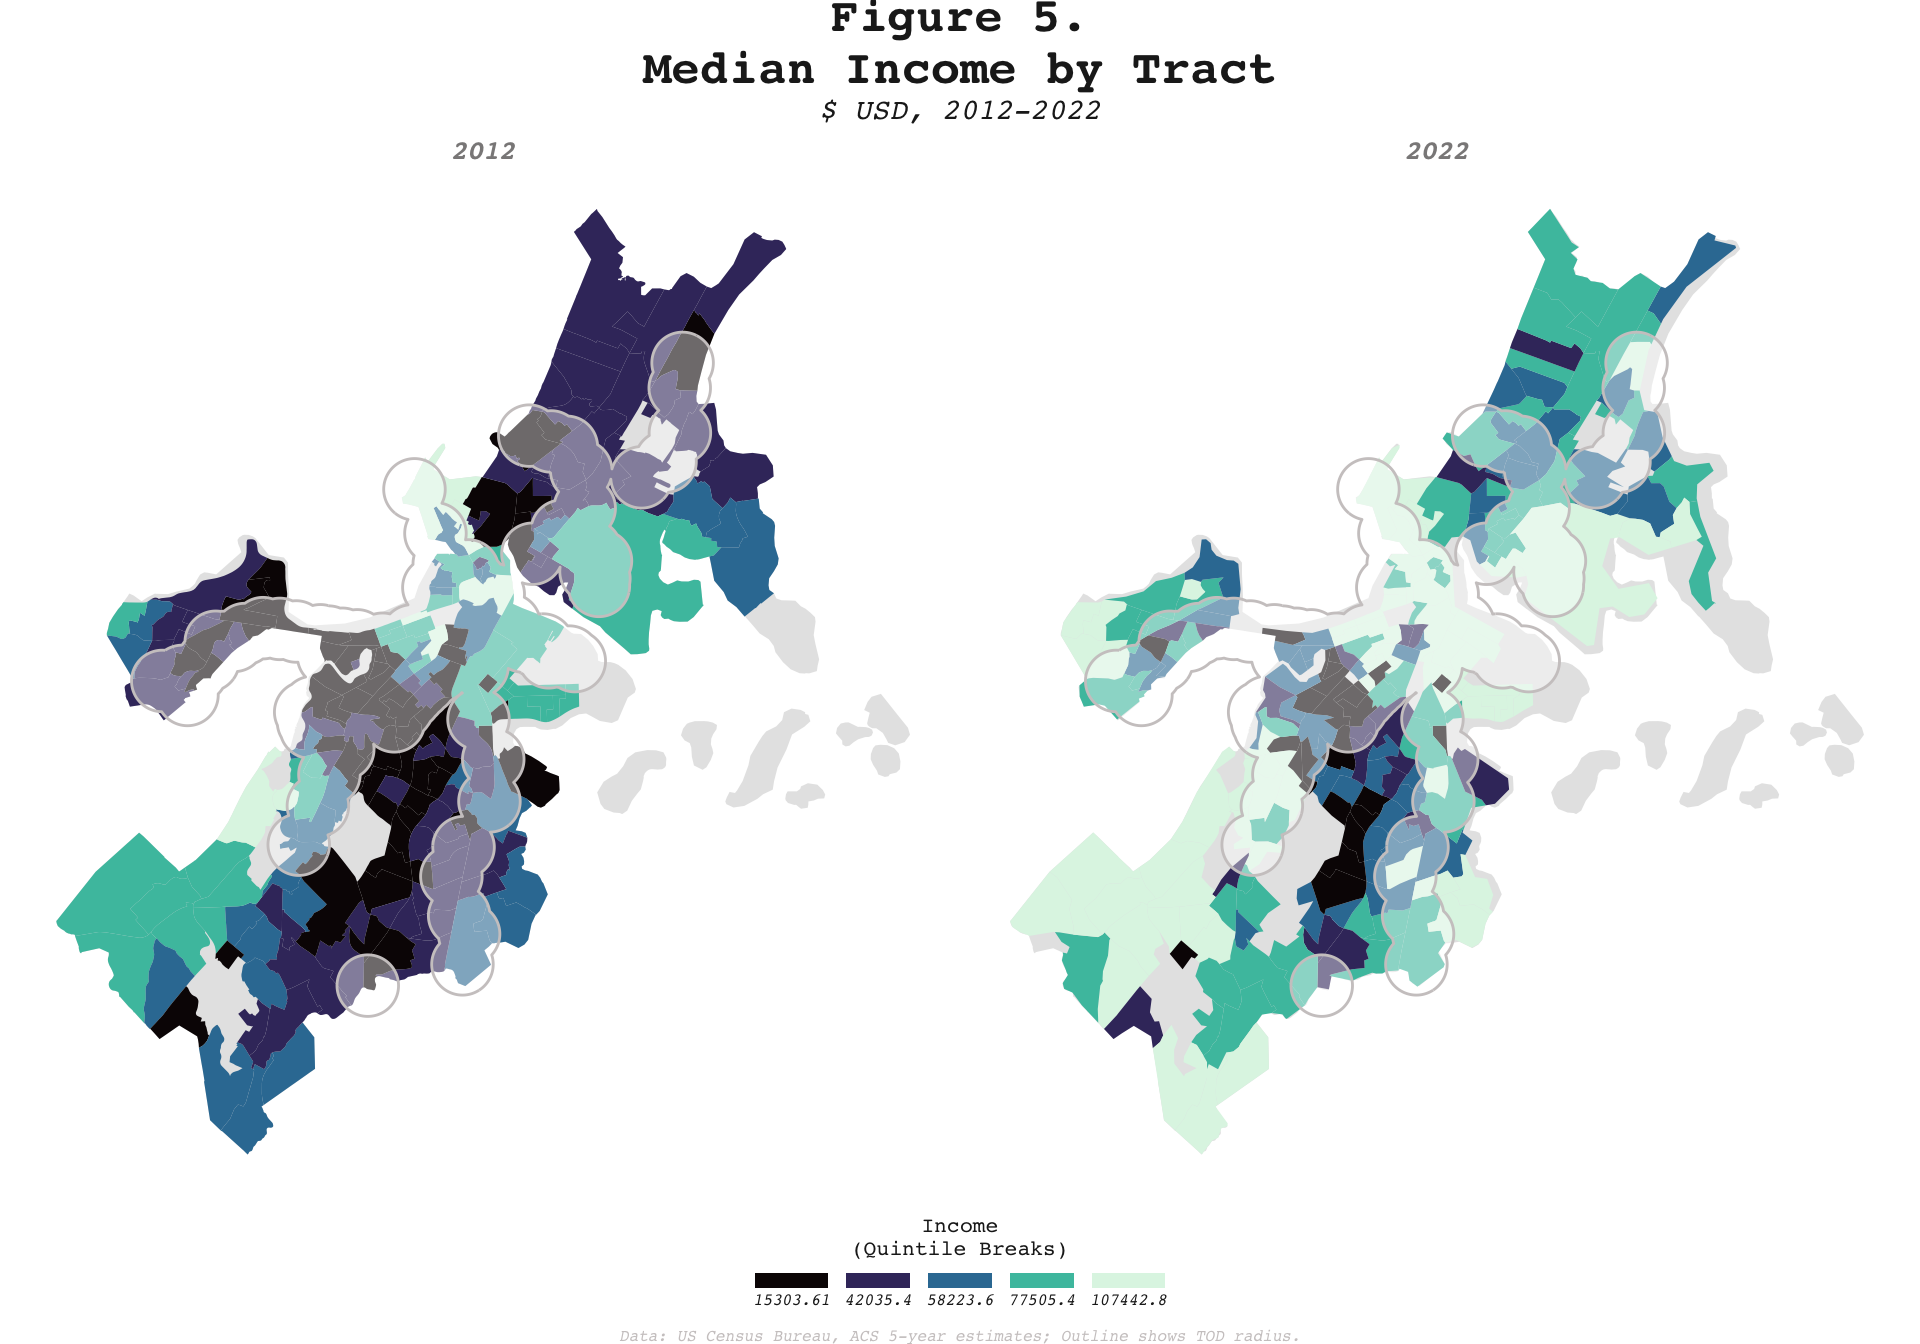 Figure 5.
Median Income by Tract
$ USD, 2012-2022
2012
2022
Income
(Quintile Breaks)
15303.61 42035.4 58223.6 77505.4 107442.8
Data: US Census Bureau, ACS 5-year estimates; Outline shows TOD radius.